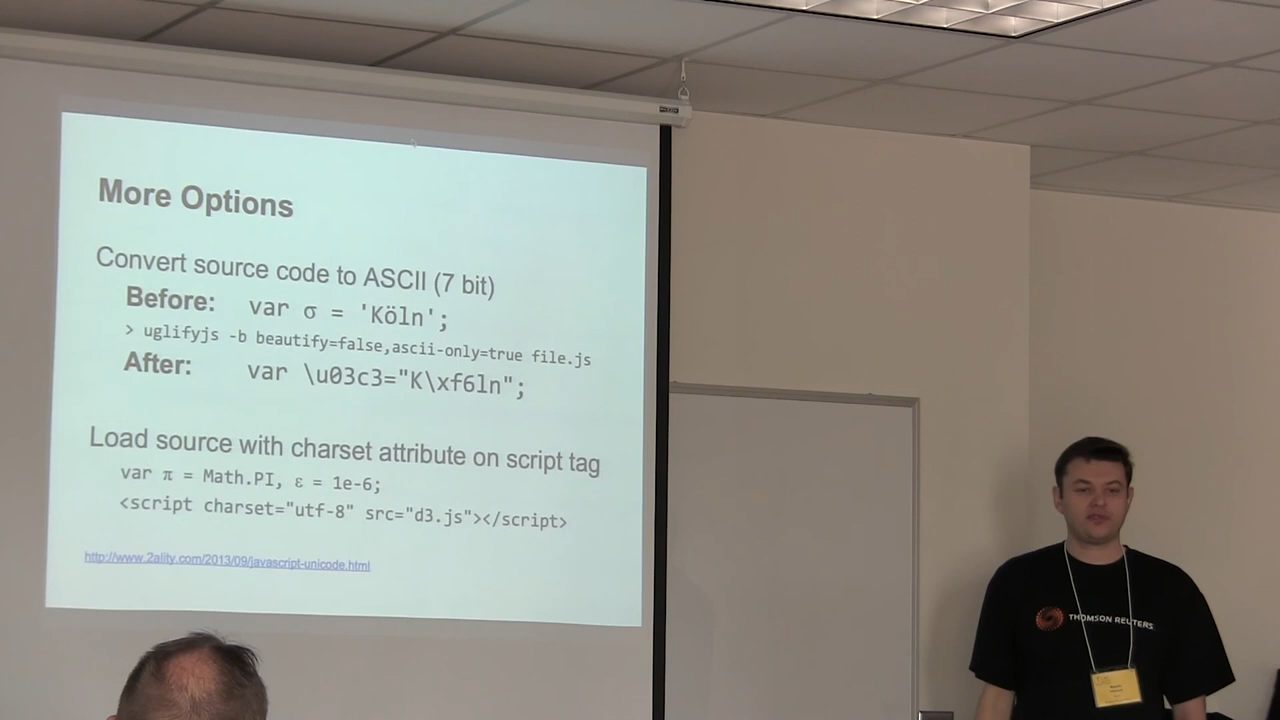 More Options
Convert source code to ASCII (7 bit)
Before: var σ = 'Köln';
> uglifyjs -b beautify=false,ascii-only=true file.js
After: var \u03c3="K\xf6ln";
Load source with charset attribute on script tag
var π = Math.PI, ε = 1e-6;
<script charset="utf-8" src="d3.js"></script>
http://www.2ality.com/2013/09/javascript-unicode.html
THOMSON REUTERS